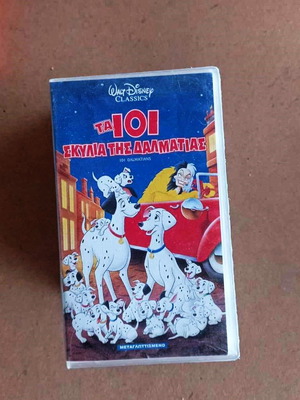 WALT DISNEY
CLASSICS
ΤΑ 101
ΣΚΥΛΙΑ ΤΗΣ ΔΑΛΜΑΤΙΑΣ
101 DALMATIANS
ΜΕΤΑΓΛΩΤΤΙΣΜΕΝΟ